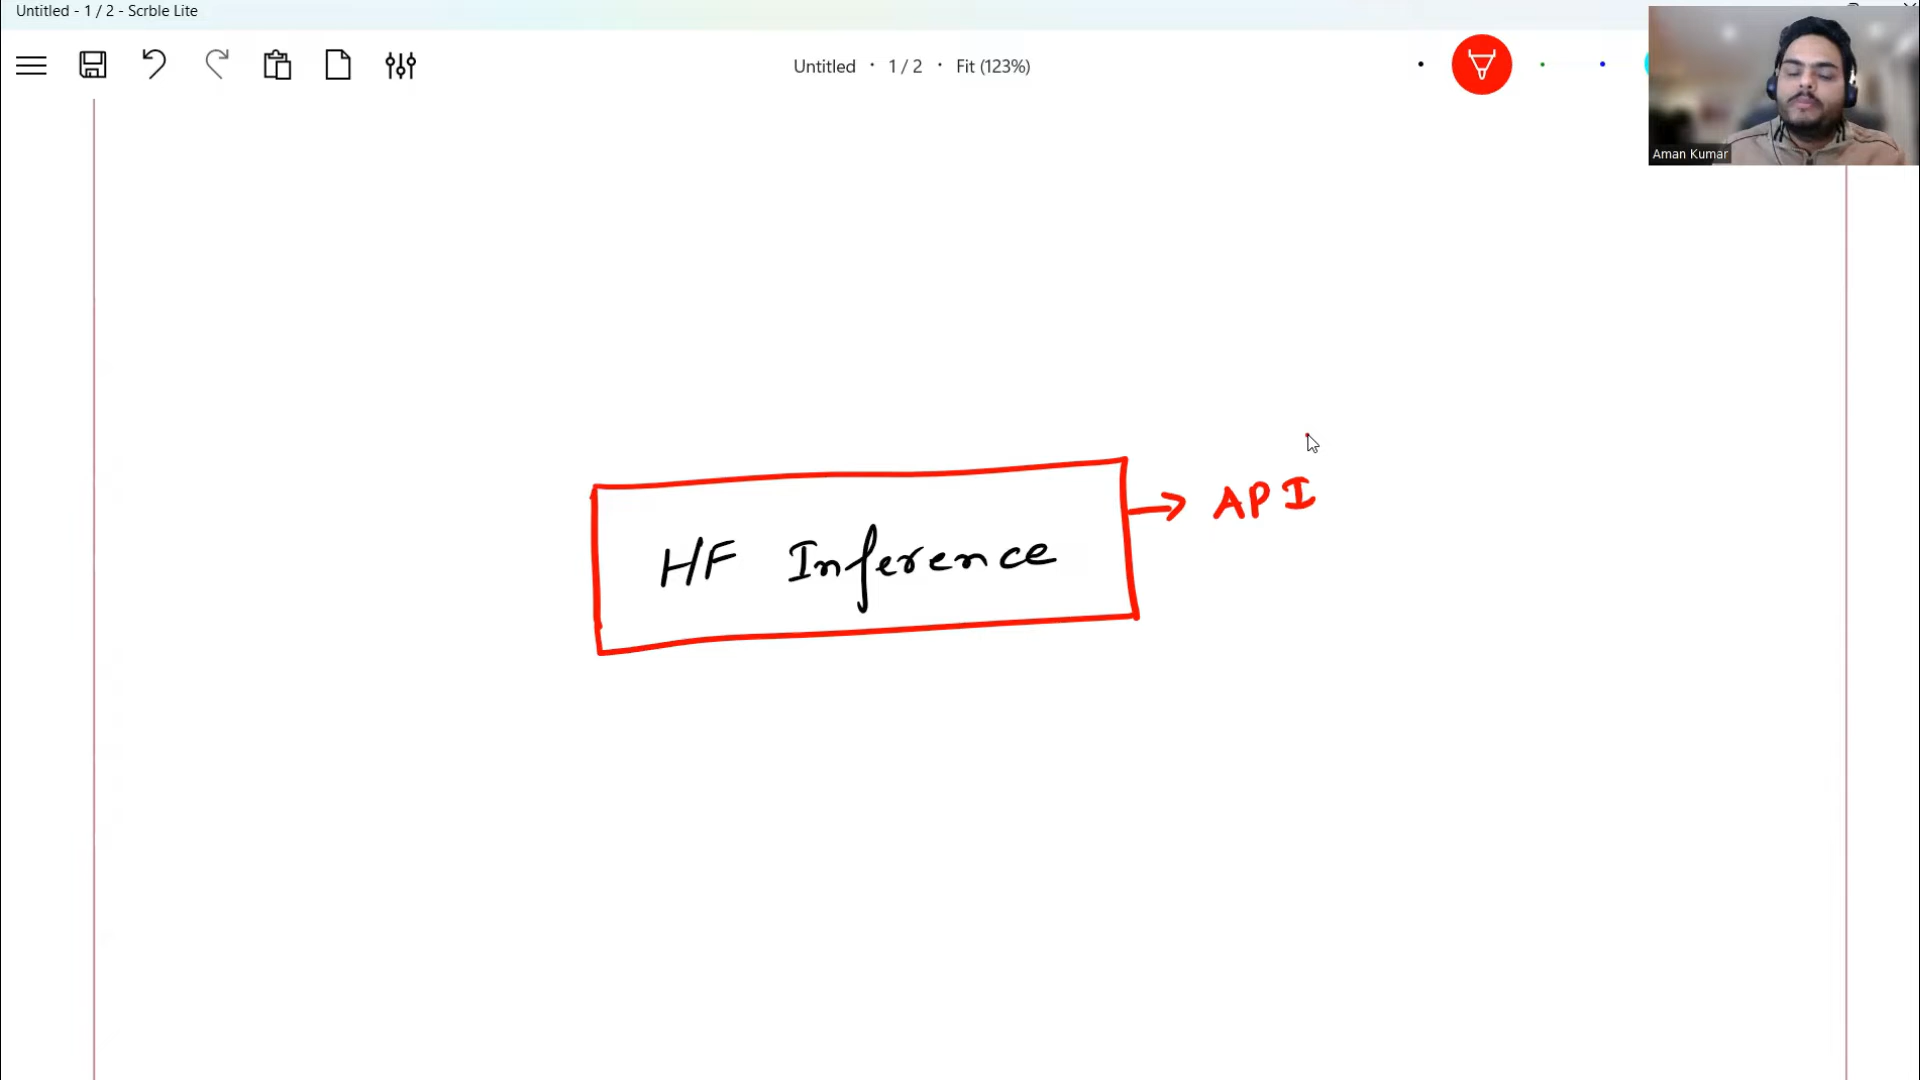 Untitled - 1 / 2 - Scrble Lite
Untitled · 1 / 2 · Fit (123%)
Aman Kumar
API
HF Inference